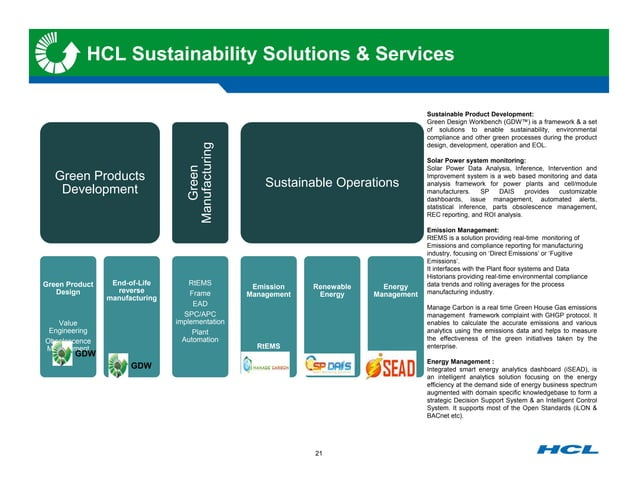 HCL Sustainability Solutions & Services
Green Products
Development
Green
Manufacturing
Sustainable Operations
Green Product
Design
Value
Engineering
GDW
End-of-Life
reverse
manufacturing
GDW
RtEMS
Frame
EAD
SPC/APC
implementation
Plant
Automation
Emission
Management
RtEMS
MANAGE CARBON
Renewable
Energy
SP DAIS
Energy
Management
iSEAD
Sustainable Product Development:
Green Design Workbench (GDW™) is a framework & a set
of solutions to enable sustainability, environmental
compliance and other green processes during the product
design, development, operation and EOL.
Solar Power system monitoring:
Solar Power Data Analysis, Inference, Intervention and
Improvement system is a web based monitoring and data
analysis framework for power plants and cell/module
manufacturers. SP DAIS provides customizable
dashboards, issue management, automated alerts,
statistical inference, parts obsolescence management,
REC reporting, and ROI analysis.
Emission Management:
RtEMS is a solution providing real-time monitoring of
Emissions and compliance reporting for manufacturing
industry, focusing on ‘Direct Emissions’ or ‘Fugitive
Emissions’.
It interfaces with the Plant floor systems and Data
Historians providing real-time environmental compliance
data trends and rolling averages for the process
manufacturing industry.
Manage Carbon is a real time Green House Gas emissions
management framework complaint with GHGP protocol. It
enables to calculate the accurate emissions and various
analytics using the emissions data and helps to measure
the effectiveness of the green initiatives taken by the
enterprise.
Energy Management :
Integrated smart energy analytics dashboard (iSEAD), is
an intelligent analytics solution focusing on the energy
efficiency at the demand side of energy business spectrum
augmented with domain specific knowledgebase to form a
strategic Decision Support System & an Intelligent Control
System. It supports most of the Open Standards (iLON &
BACnet etc).
21
HCL